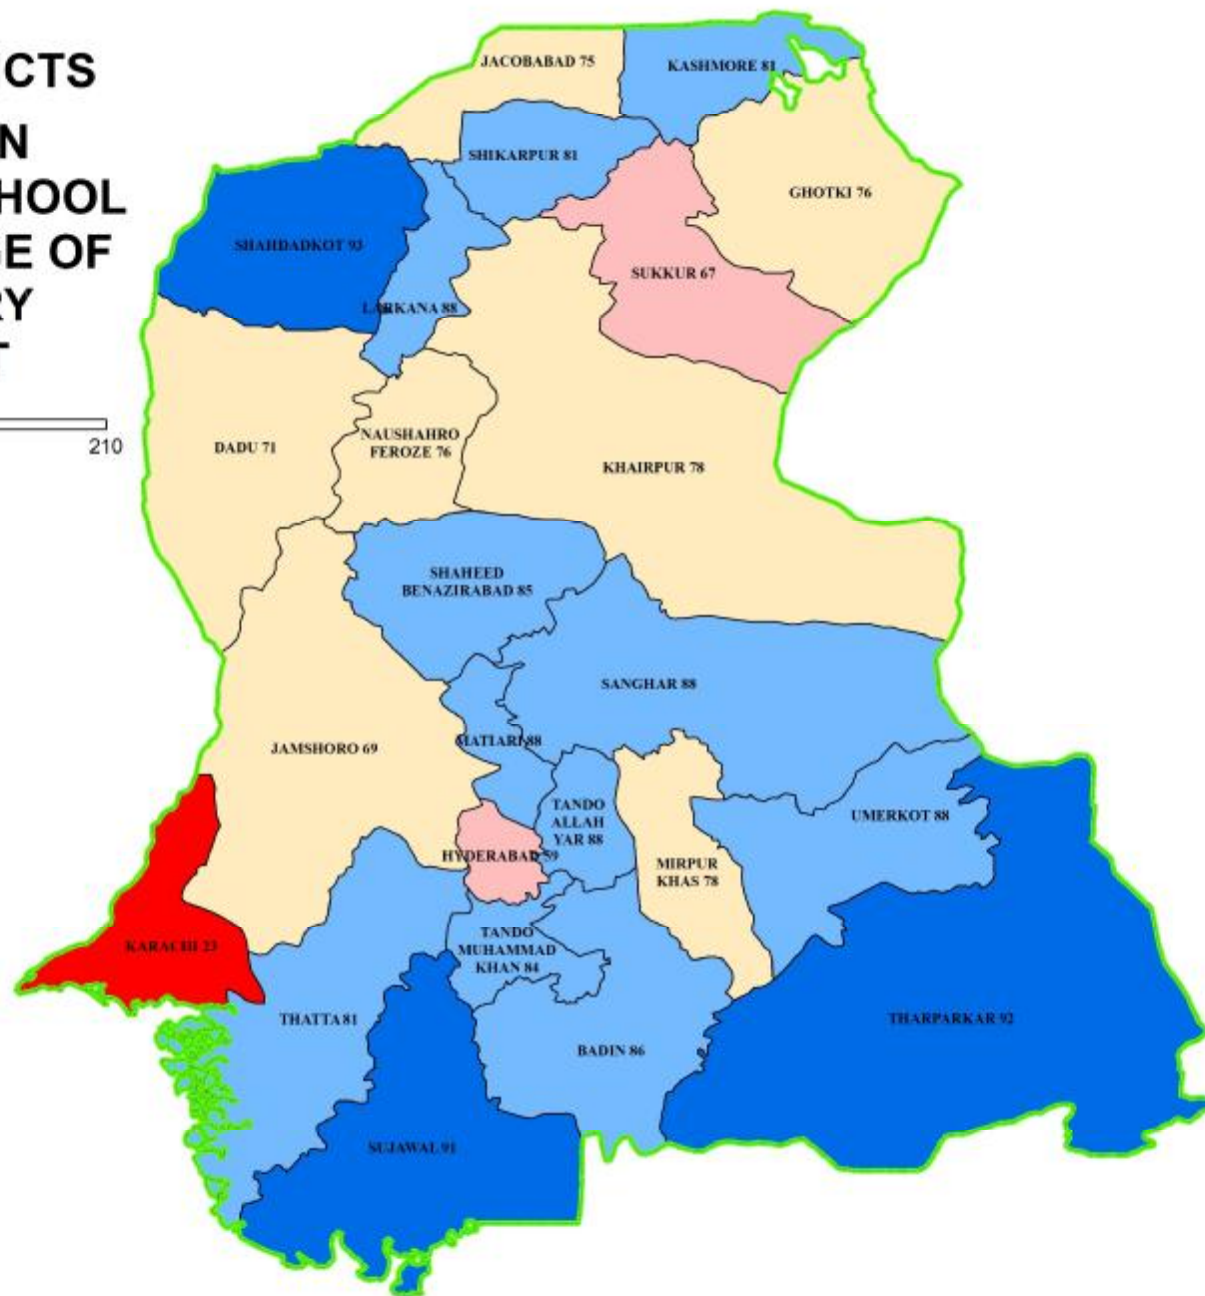 CTS
N
HOOL
GE OF
RY
T
210
JACOBABAD 75
KASHMORE 81
SHIKARPUR 81
GHOTKI 76
SHAHDADKOT 93
SUKKUR 67
LARKANA 88
DADU 71
NAUSHAHRO
FEROZE 76
KHAIRPUR 78
SHAHEED
BENAZIRABAD 85
SANGHAR 88
MATIARI 88
JAMSHORO 69
TANDO
ALLAH
YAR 88
UMERKOT 88
HYDERABAD 59
MIRPUR
KHAS 78
KARACHI 23
TANDO
MUHAMMAD
KHAN 84
THATTA 81
THARPARKAR 92
BADIN 86
SUJAWAL 91